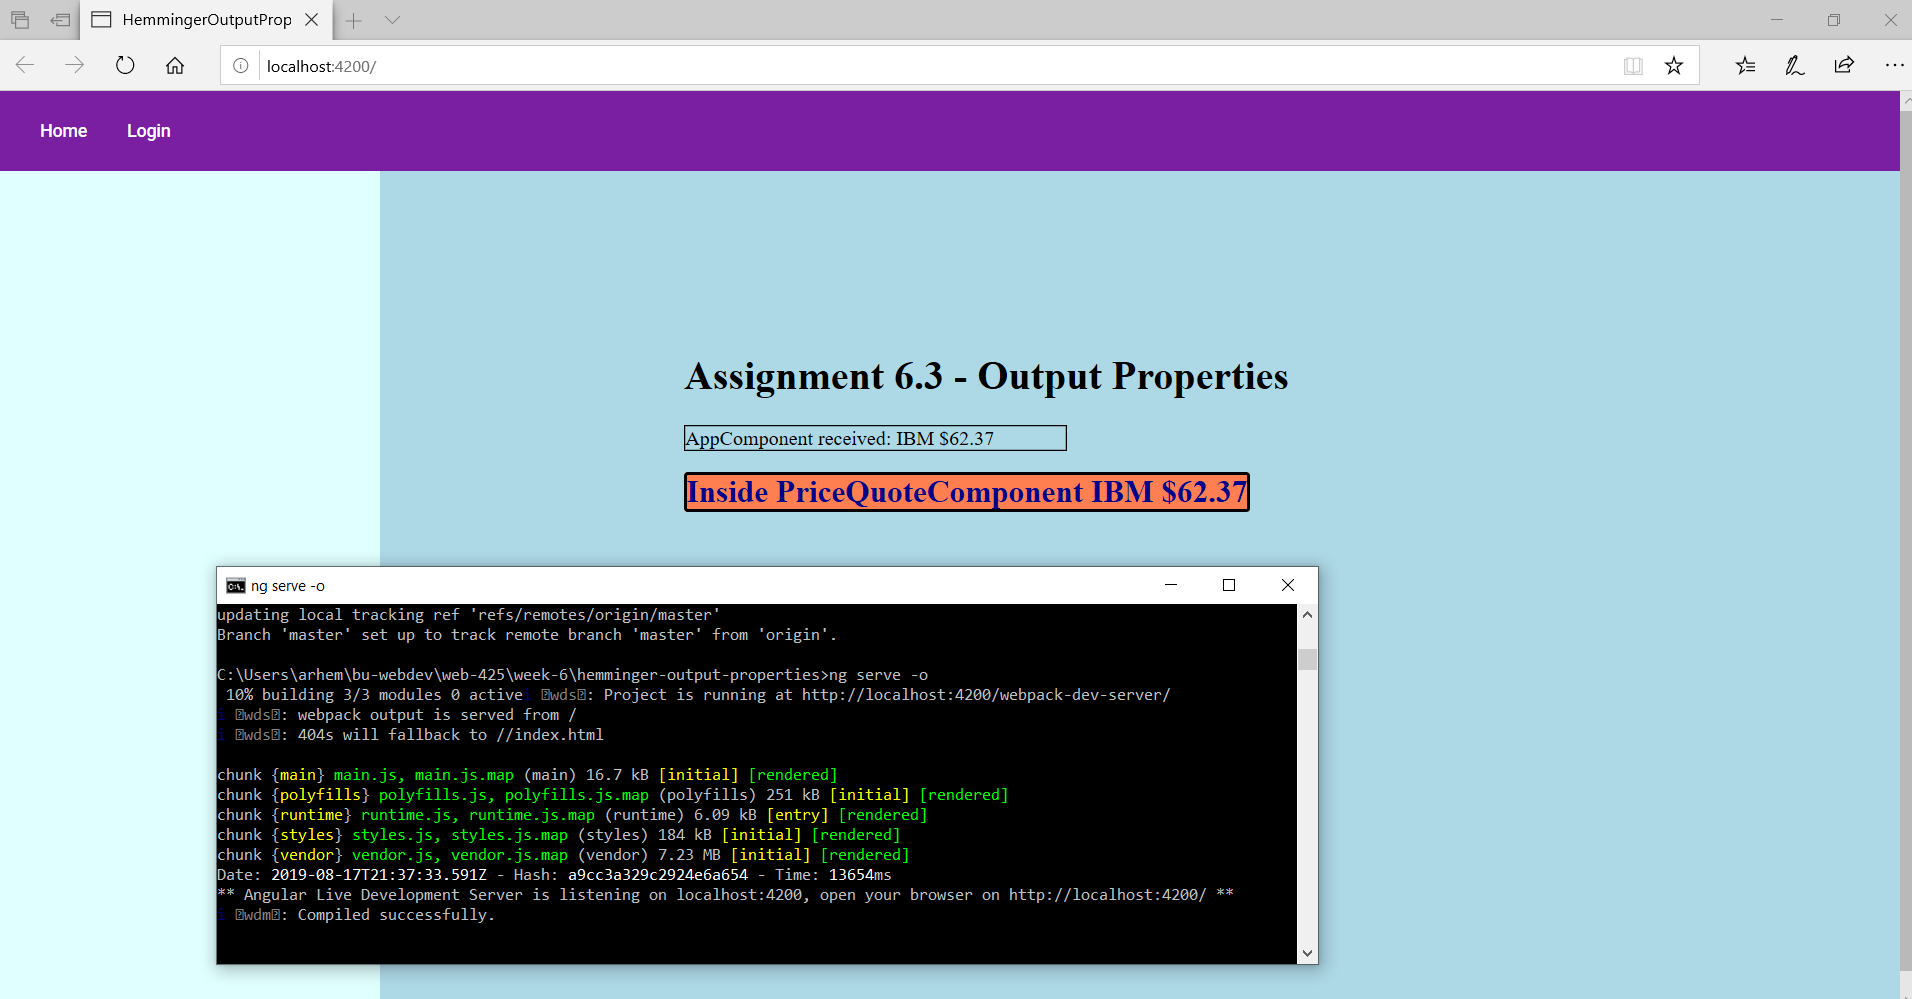 HemmingerOutputProp
localhost:4200/
Home Login
Assignment 6.3 - Output Properties
AppComponent received: IBM $62.37
Inside PriceQuoteComponent IBM $62.37
ng serve -o
updating local tracking ref 'refs/remotes/origin/master'
Branch 'master' set up to track remote branch 'master' from 'origin'.
C:\Users\arhem\bu-webdev\web-425\week-6\hemminger-output-properties>ng serve -o
10% building 3/3 modules 0 activei ⍰wds⍰: Project is running at http://localhost:4200/webpack-dev-server/
i ⍰wds⍰: webpack output is served from /
i ⍰wds⍰: 404s will fallback to //index.html
chunk {main} main.js, main.js.map (main) 16.7 kB [initial] [rendered]
chunk {polyfills} polyfills.js, polyfills.js.map (polyfills) 251 kB [initial] [rendered]
chunk {runtime} runtime.js, runtime.js.map (runtime) 6.09 kB [entry] [rendered]
chunk {styles} styles.js, styles.js.map (styles) 184 kB [initial] [rendered]
chunk {vendor} vendor.js, vendor.js.map (vendor) 7.23 MB [initial] [rendered]
Date: 2019-08-17T21:37:33.591Z - Hash: a9cc3a329c2924e6a654 - Time: 13654ms
** Angular Live Development Server is listening on localhost:4200, open your browser on http://localhost:4200/ **
i ⍰wdm⍰: Compiled successfully.